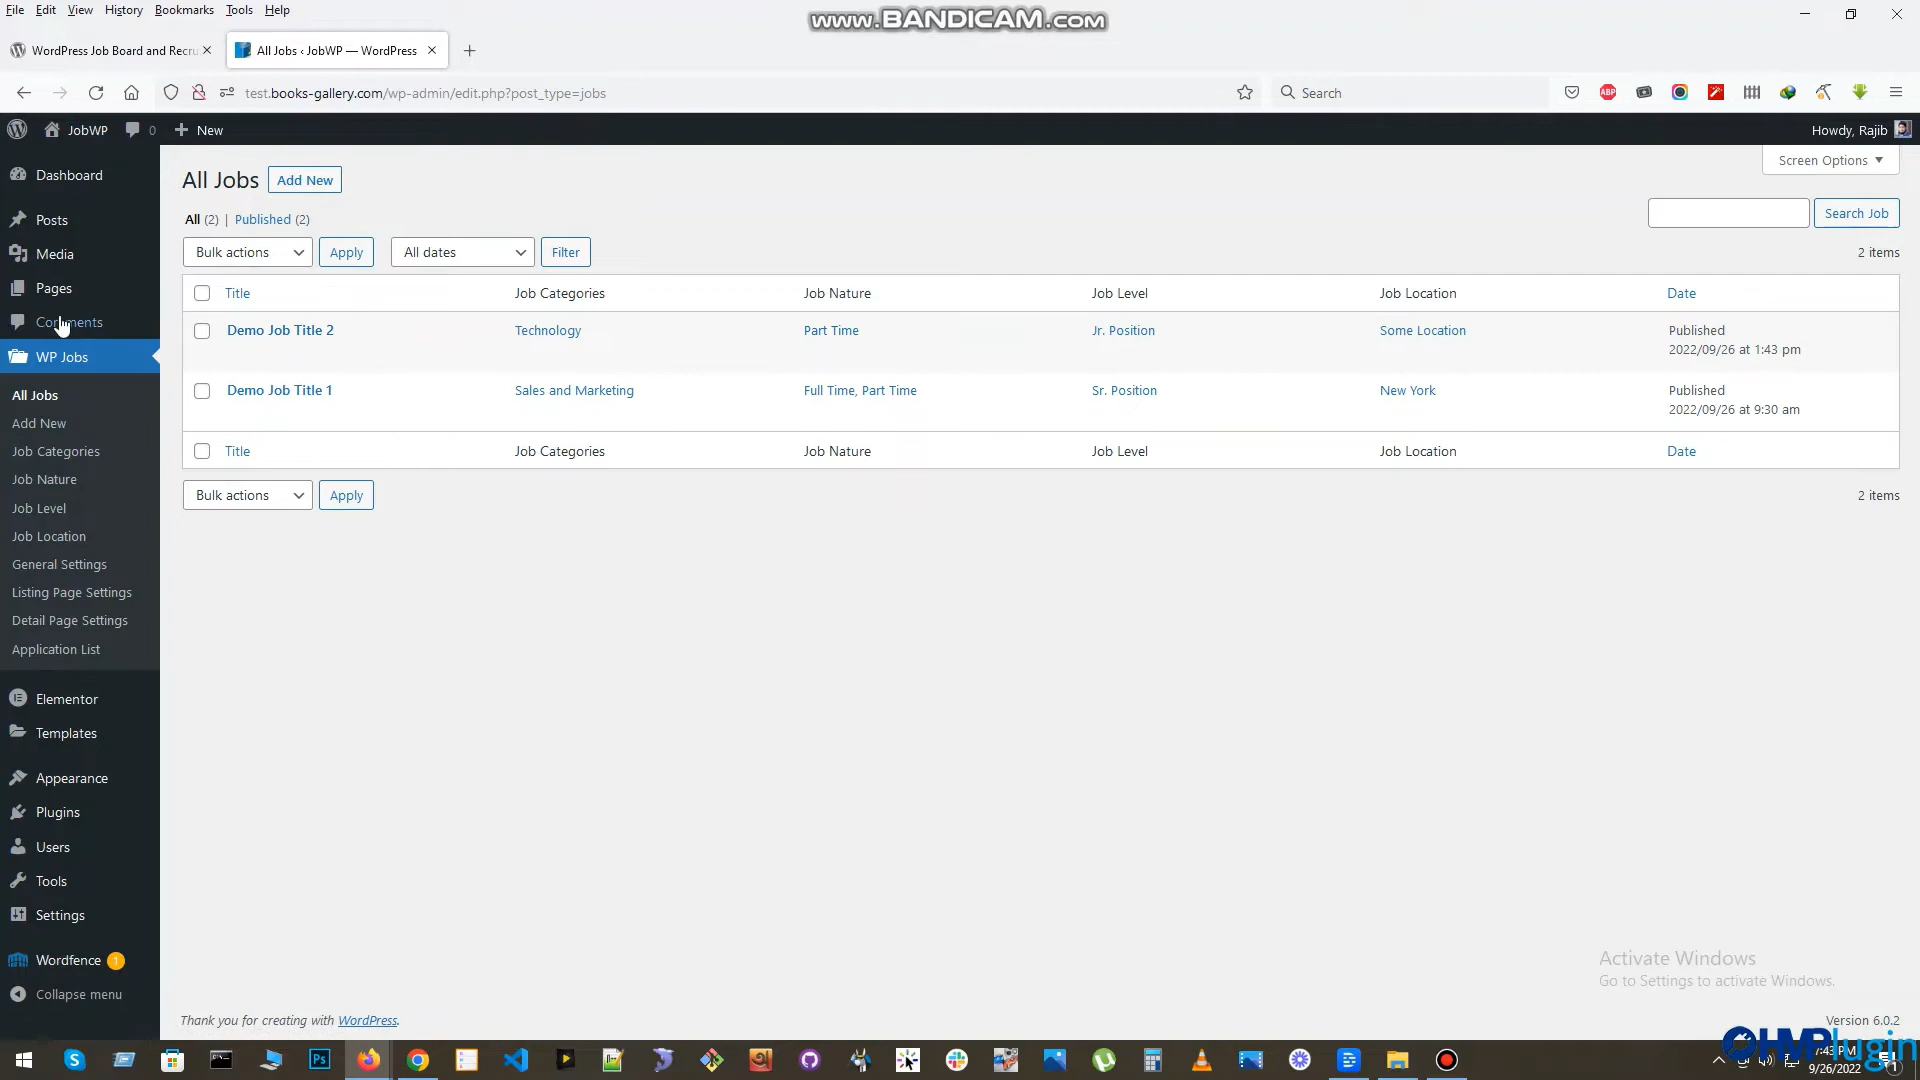 File Edit View History Bookmarks Tools Help
www.BANDICAM.com
WordPress Job Board and Recru
All Jobs ‹ JobWP — WordPress
test.books-gallery.com/wp-admin/edit.php?post_type=jobs
Search
JobWP 0 New
Howdy, Rajib
Screen Options
Dashboard
Posts
Media
Pages
Comments
WP Jobs
All Jobs
Add New
Job Categories
Job Nature
Job Level
Job Location
General Settings
Listing Page Settings
Detail Page Settings
Application List
Elementor
Templates
Appearance
Plugins
Users
Tools
Settings
Wordfence 1
Collapse menu
All Jobs Add New
All (2) | Published (2)
Search Job
Bulk actions Apply All dates Filter
2 items
Title Job Categories Job Nature Job Level Job Location Date
Demo Job Title 2 Technology Part Time Jr. Position Some Location Published
2022/09/26 at 1:43 pm
Demo Job Title 1 Sales and Marketing Full Time, Part Time Sr. Position New York Published
2022/09/26 at 9:30 am
Title Job Categories Job Nature Job Level Job Location Date
Bulk actions Apply
2 items
Activate Windows
Go to Settings to activate Windows.
Thank you for creating with WordPress.
Version 6.0.2
HMPlugin
7:43 PM
9/26/2022